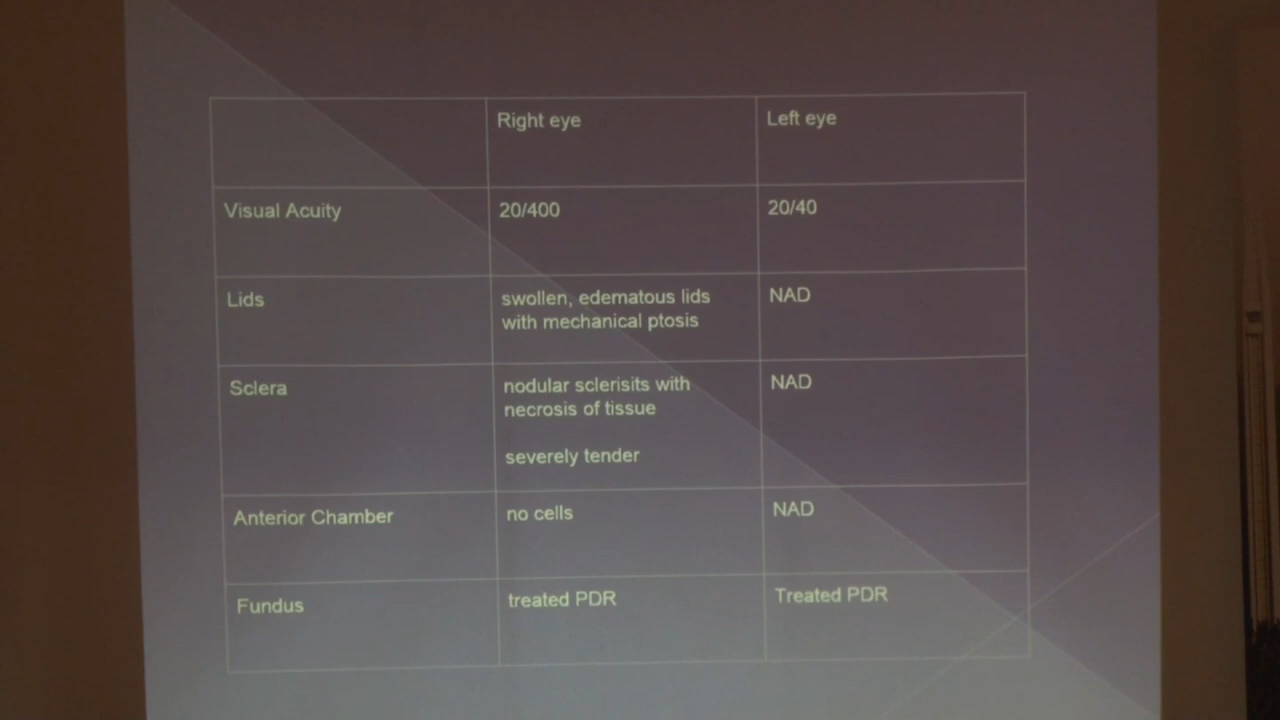 Right eye Left eye
Visual Acuity 20/400 20/40
Lids swollen, edematous lids NAD
with mechanical ptosis
Sclera nodular sclerisits with NAD
necrosis of tissue
severely tender
Anterior Chamber no cells NAD
Fundus treated PDR Treated PDR